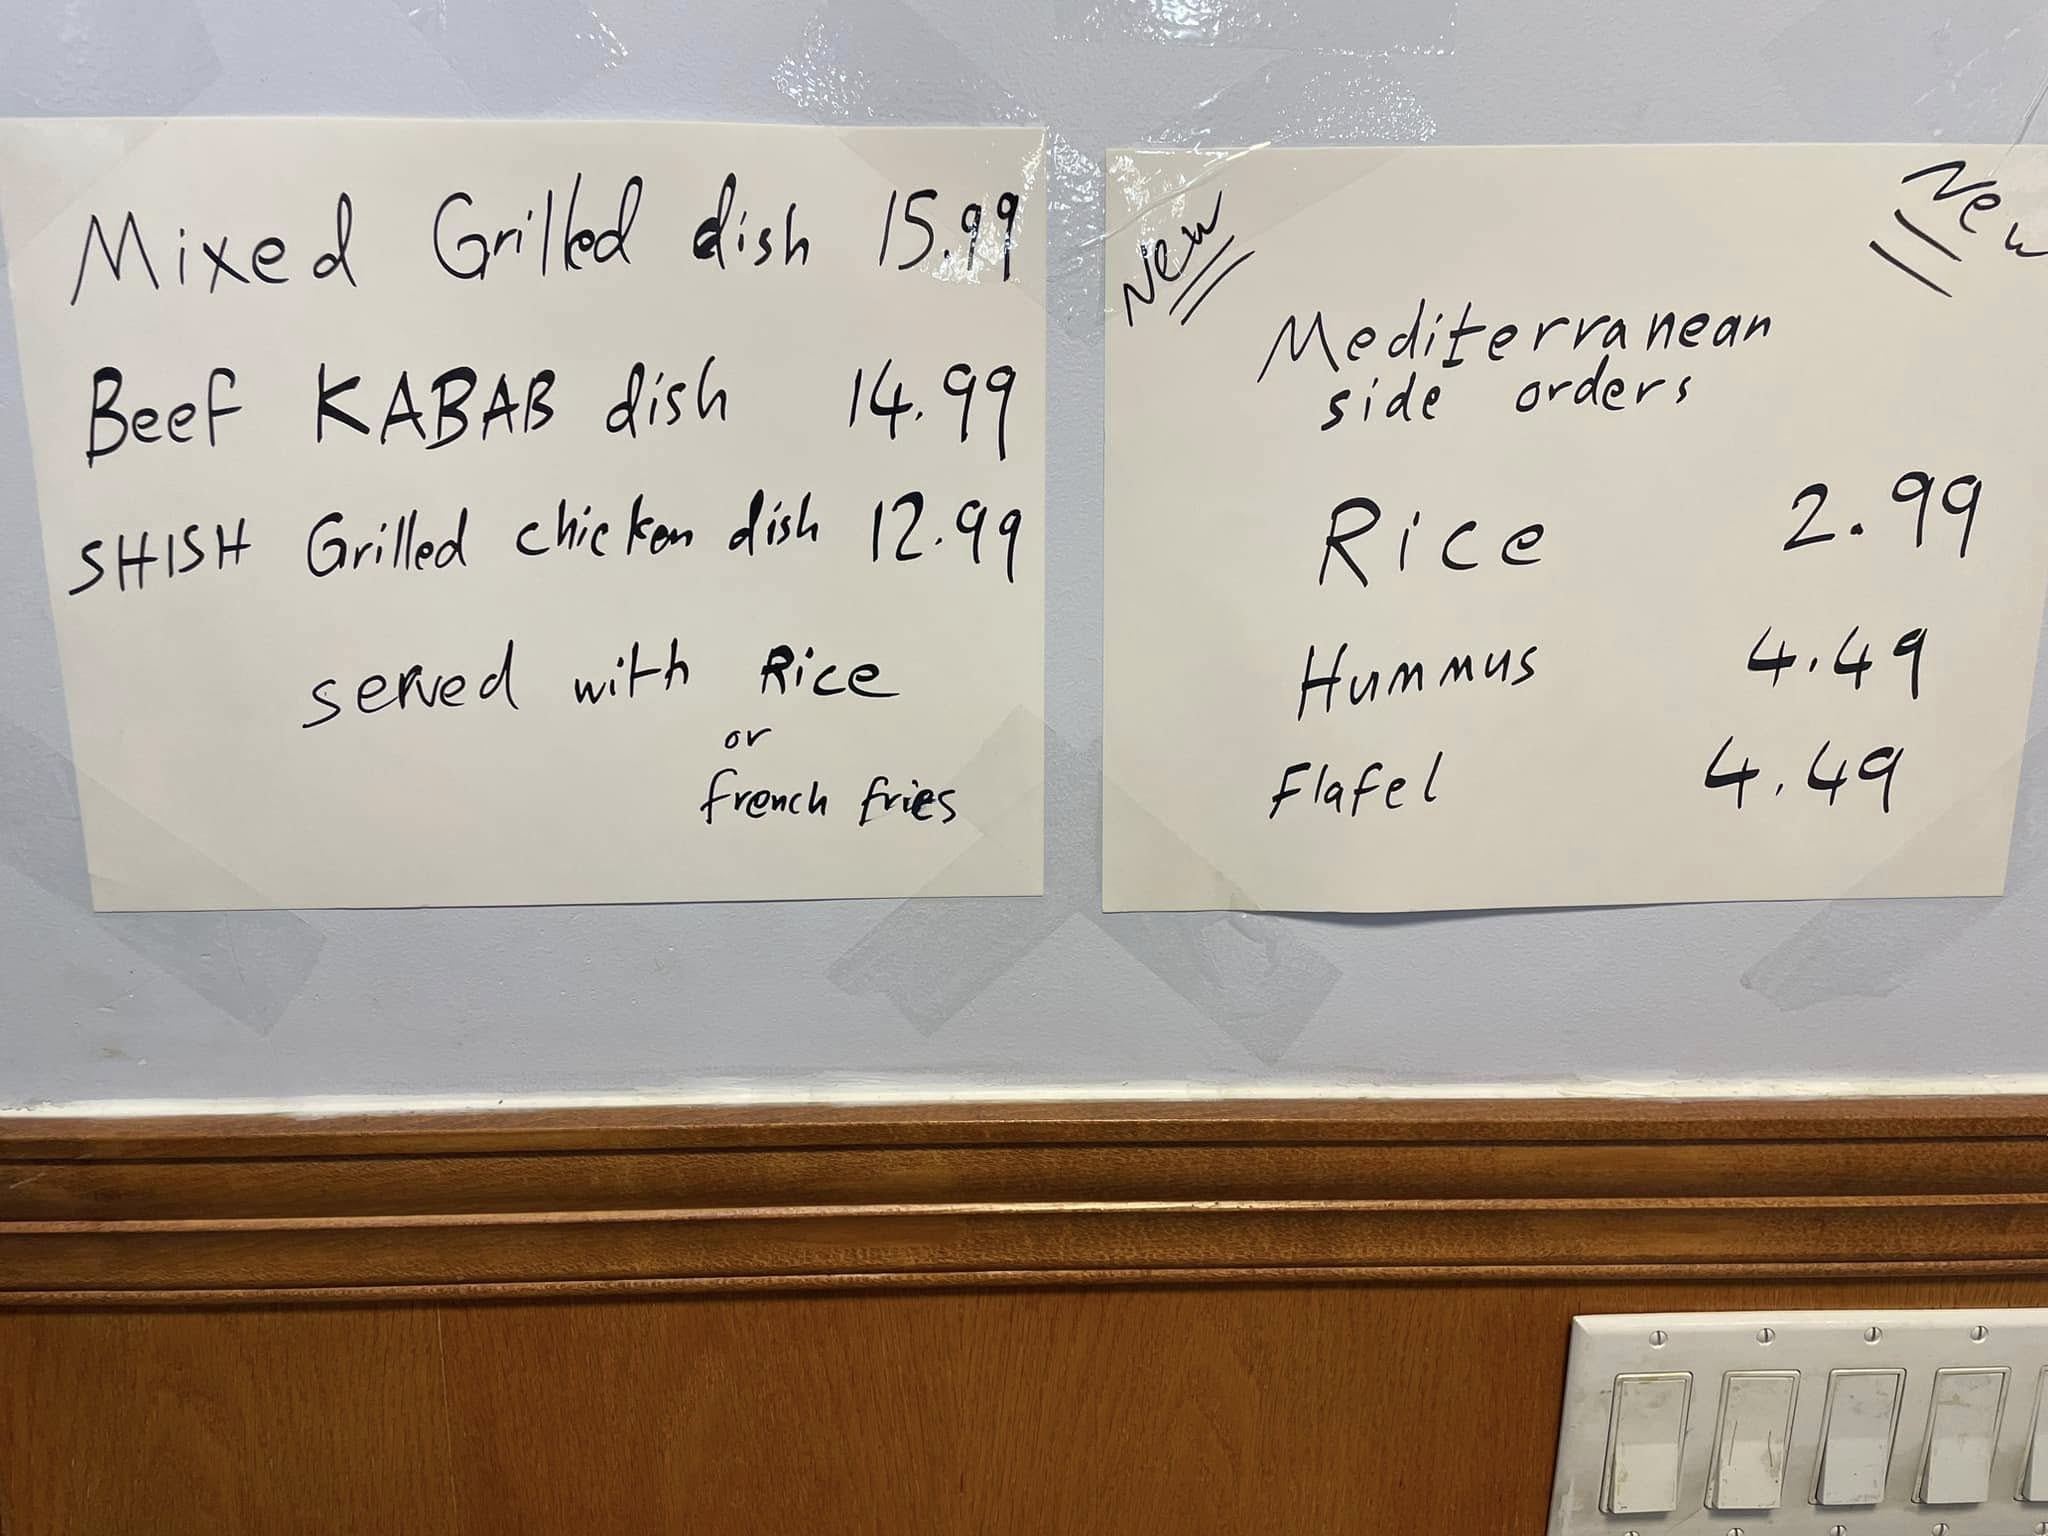 Mixed Grilled dish 15.99
Beef KABAB dish 14.99
SHISH Grilled chicken dish 12.99
served with Rice
or
french fries
New
New
Mediterranean
side orders
Rice 2.99
Hummus 4.49
Flafel 4.49